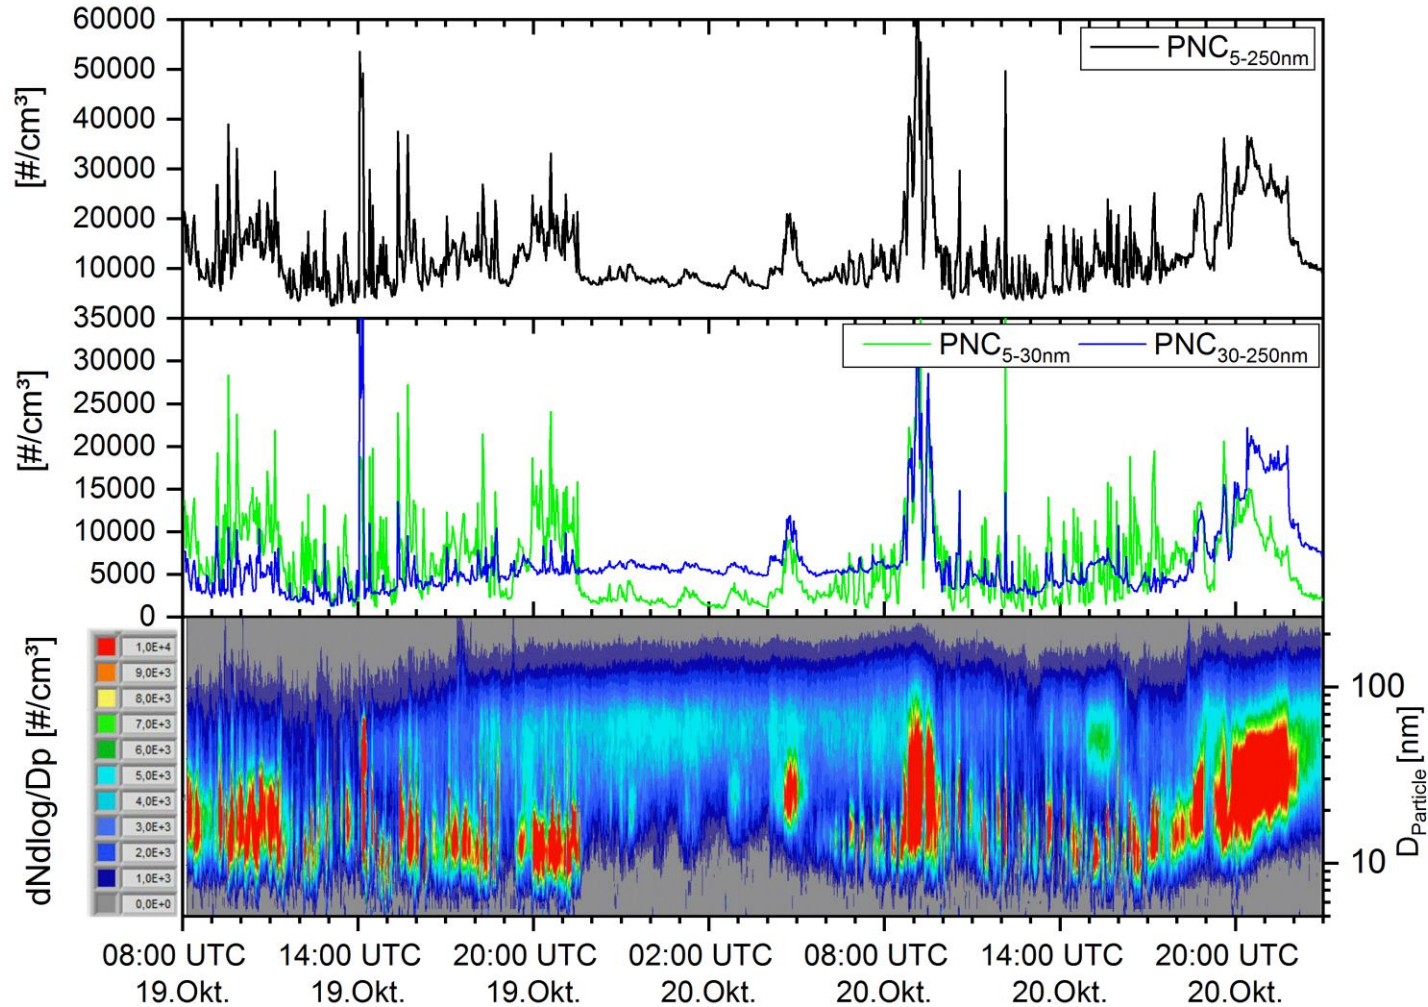 60000
50000
40000
30000
20000
10000
[#/cm³]
PNC5-250nm
35000
30000
25000
20000
15000
10000
5000
0
[#/cm³]
PNC5-30nm PNC30-250nm
dNdlog/Dp [#/cm³]
1,0E+4
9,0E+3
8,0E+3
7,0E+3
6,0E+3
5,0E+3
4,0E+3
3,0E+3
2,0E+3
1,0E+3
0,0E+0
100
10
DParticle [nm]
08:00 UTC 14:00 UTC 20:00 UTC 02:00 UTC 08:00 UTC 14:00 UTC 20:00 UTC
19.Okt. 19.Okt. 19.Okt. 20.Okt. 20.Okt. 20.Okt. 20.Okt.